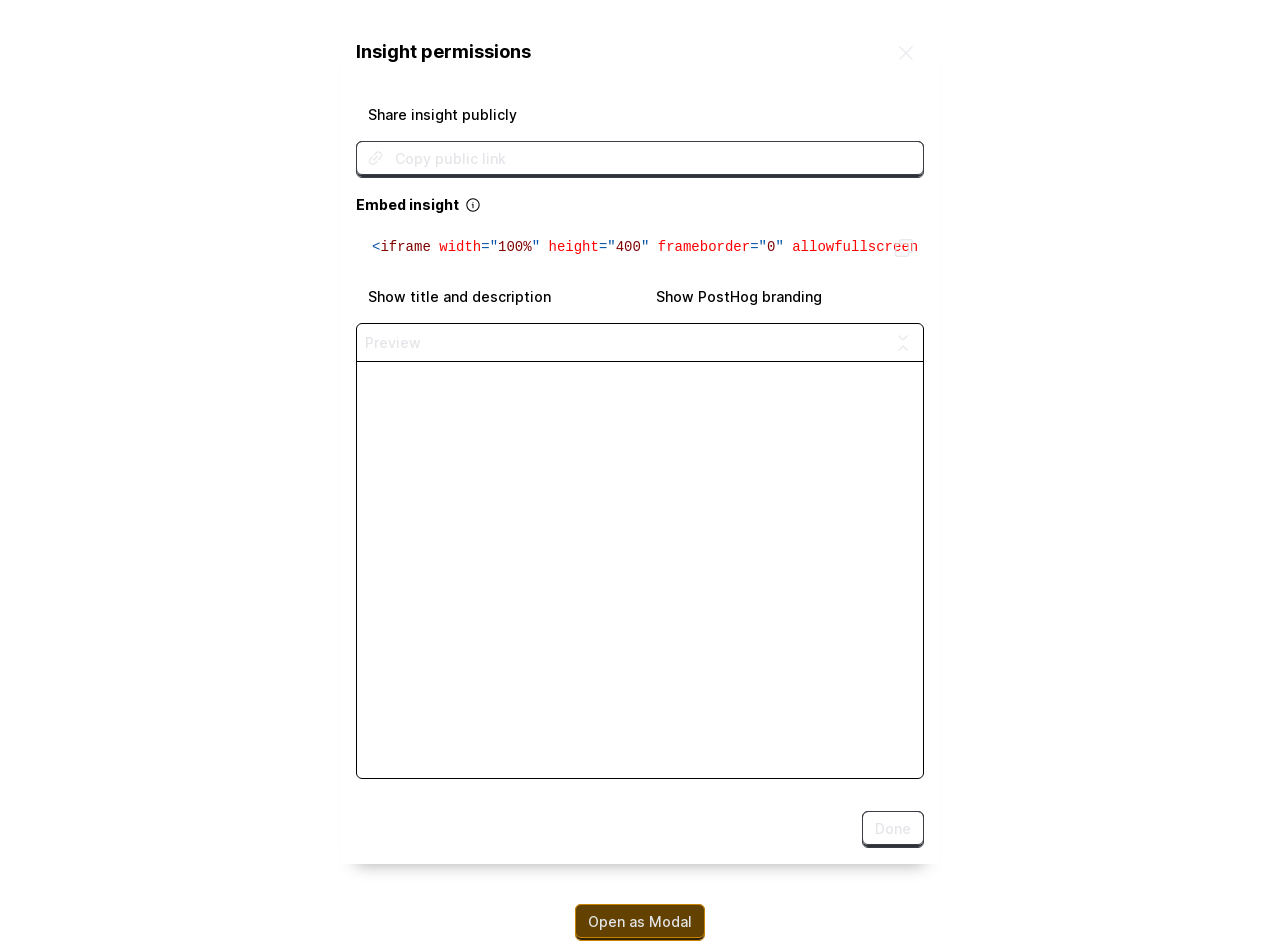 Insight permissions
Share insight publicly
Copy public link
Embed insight
<iframe width="100%" height="400" frameborder="0" allowfullscreen
Show title and description
Show PostHog branding
Preview
Done
Open as Modal